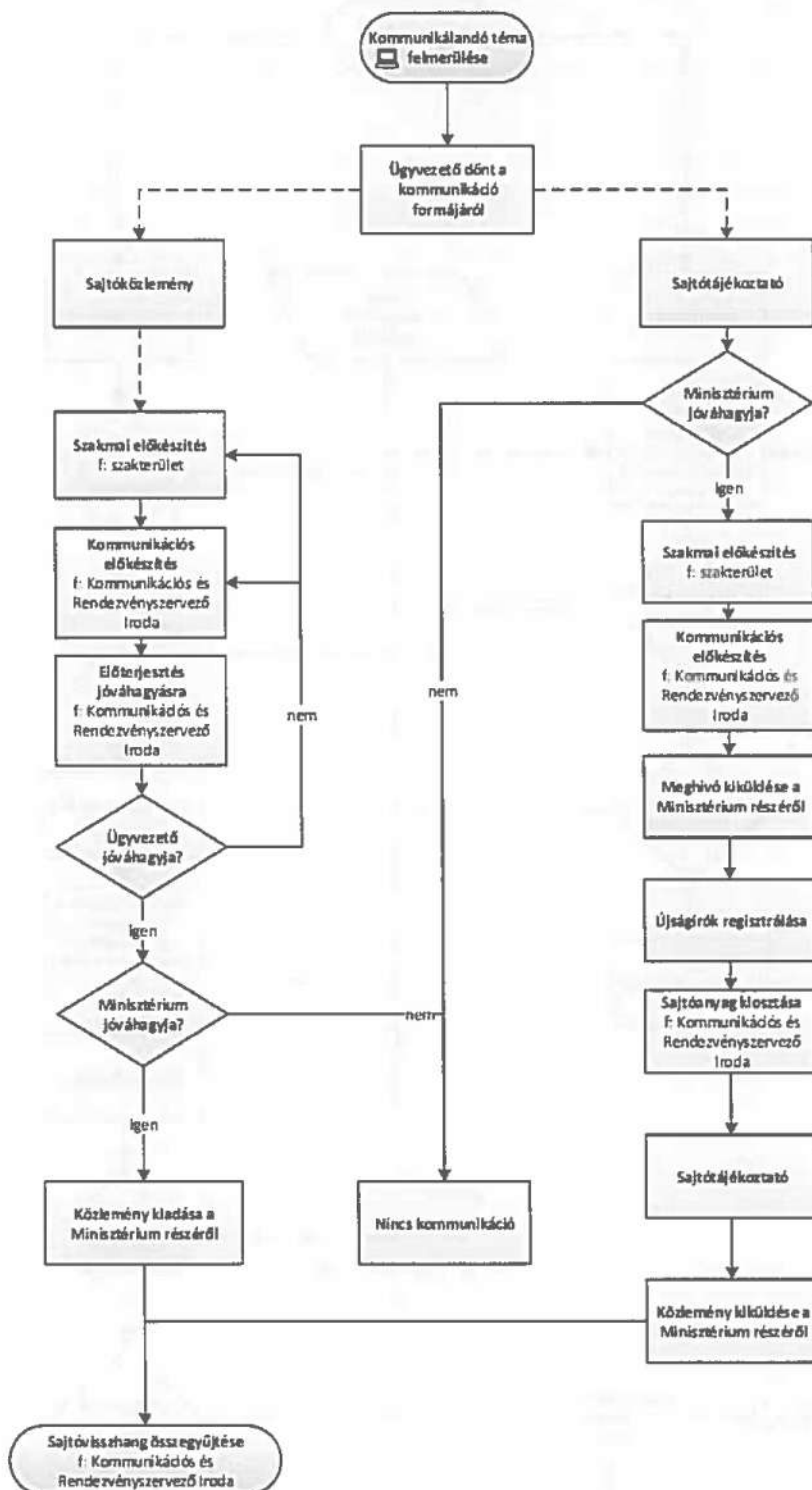 Kommunikálandó téma
felmerülése
Ügyvezető dönt a
kommunikáció
formájáról
Sajtóközlemény
Szakmai előkészítés
f: szakterület
Kommunikációs
előkészítés
f: Kommunikációs és
Rendezvényszervező
Iroda
Előterjesztés
jóváhagyásra
f: Kommunikációs és
Rendezvényszervező
Iroda
nem
Ügyvezető
jóváhagyja?
igen
Minisztérium
jóváhagyja?
nem
igen
Közlemény kiadása a
Minisztérium részéről
nem
Nincs kommunikáció
Sajtótájékoztató
Minisztérium
jóváhagyja?
igen
Szakmai előkészítés
f: szakterület
Kommunikációs
előkészítés
f: Kommunikációs és
Rendezvényszervező
Iroda
Meghívó kiküldése a
Minisztérium részéről
Újságírók regisztrálása
Sajtóanyag kiosztása
f: Kommunikációs és
Rendezvényszervező
Iroda
Sajtótájékoztató
Közlemény kiküldése a
Minisztérium részéről
Sajtóvisszhang összegyűjtése
f: Kommunikációs és
Rendezvényszervező Iroda